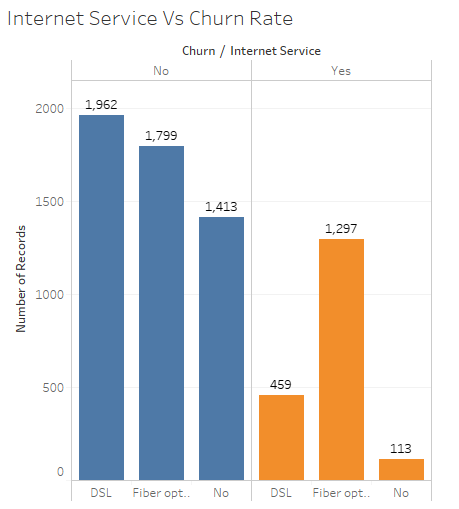 Internet Service Vs Churn Rate
Churn / Internet Service
No Yes
Number of Records
2000
1500
1000
500
0
1,962
1,799
1,413
459
1,297
113
DSL Fiber opt.. No DSL Fiber opt.. No